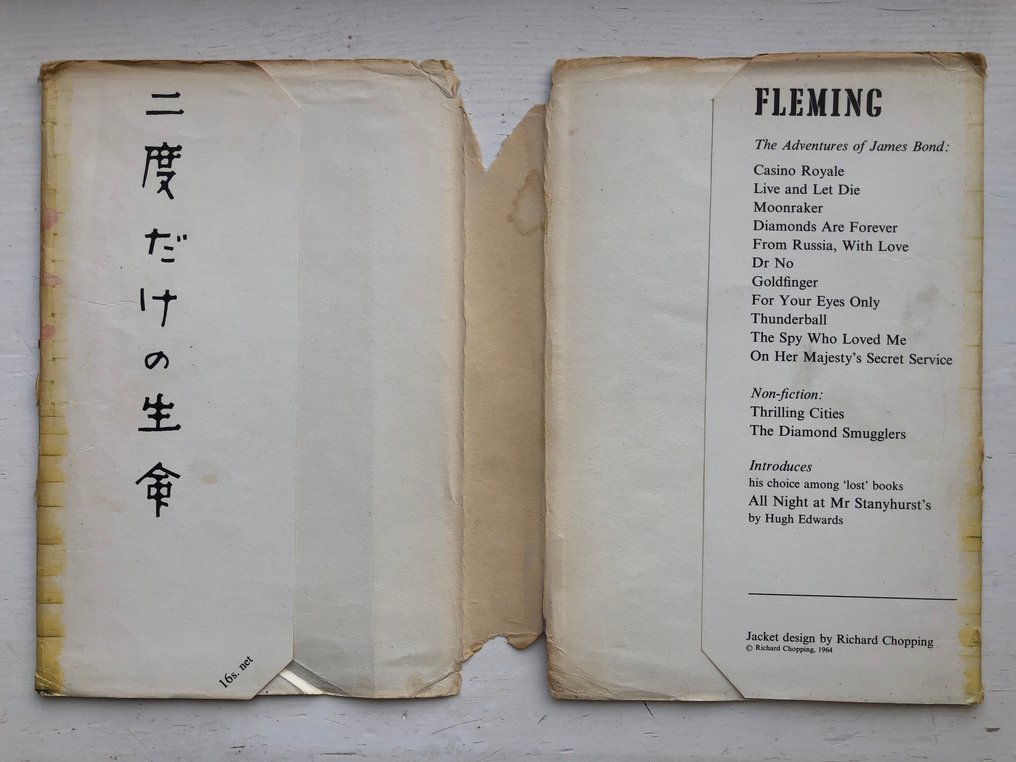 二度だけの生命
16s. net
FLEMING
The Adventures of James Bond:
Casino Royale
Live and Let Die
Moonraker
Diamonds Are Forever
From Russia, With Love
Dr No
Goldfinger
For Your Eyes Only
Thunderball
The Spy Who Loved Me
On Her Majesty's Secret Service
Non-fiction:
Thrilling Cities
The Diamond Smugglers
Introduces
his choice among 'lost' books
All Night at Mr Stanyhurst's
by Hugh Edwards
Jacket design by Richard Chopping
© Richard Chopping, 1964